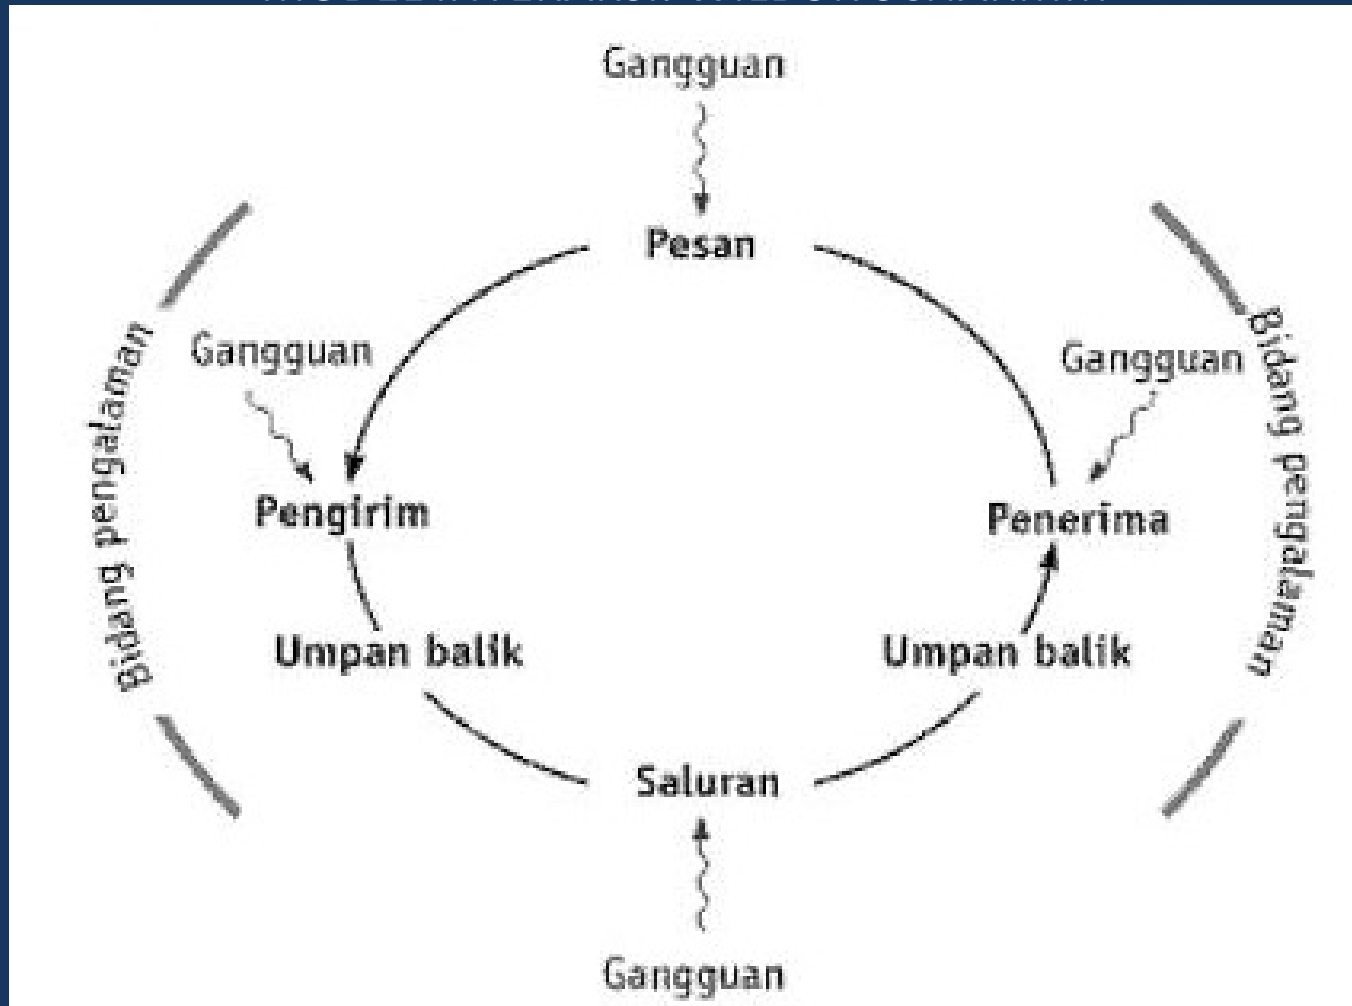 Gangguan
Pesan
Gangguan
Gangguan
Bidang pengalaman
Bidang pengalaman
Pengirim
Penerima
Umpan balik
Umpan balik
Saluran
Gangguan